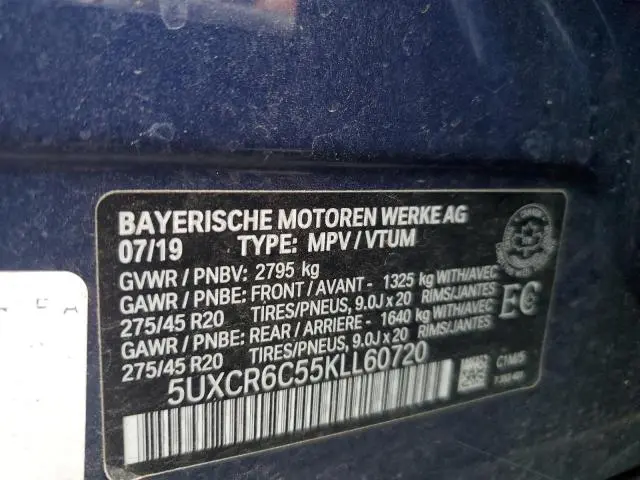 BAYERISCHE MOTOREN WERKE AG
07/19 TYPE: MPV / VTUM
GVWR / PNBV: 2795 kg
GAWR / PNBE: FRONT / AVANT - 1325 kg WITH/AVEC
275/45 R20 TIRES/PNEUS, 9.0J x 20 RIMS/JANTES
GAWR / PNBE: REAR / ARRIERE - 1640 kg WITH/AVEC
275/45 R20 TIRES/PNEUS, 9.0J x 20 RIMS/JANTES
EC
5UXCR6C55KLL60720